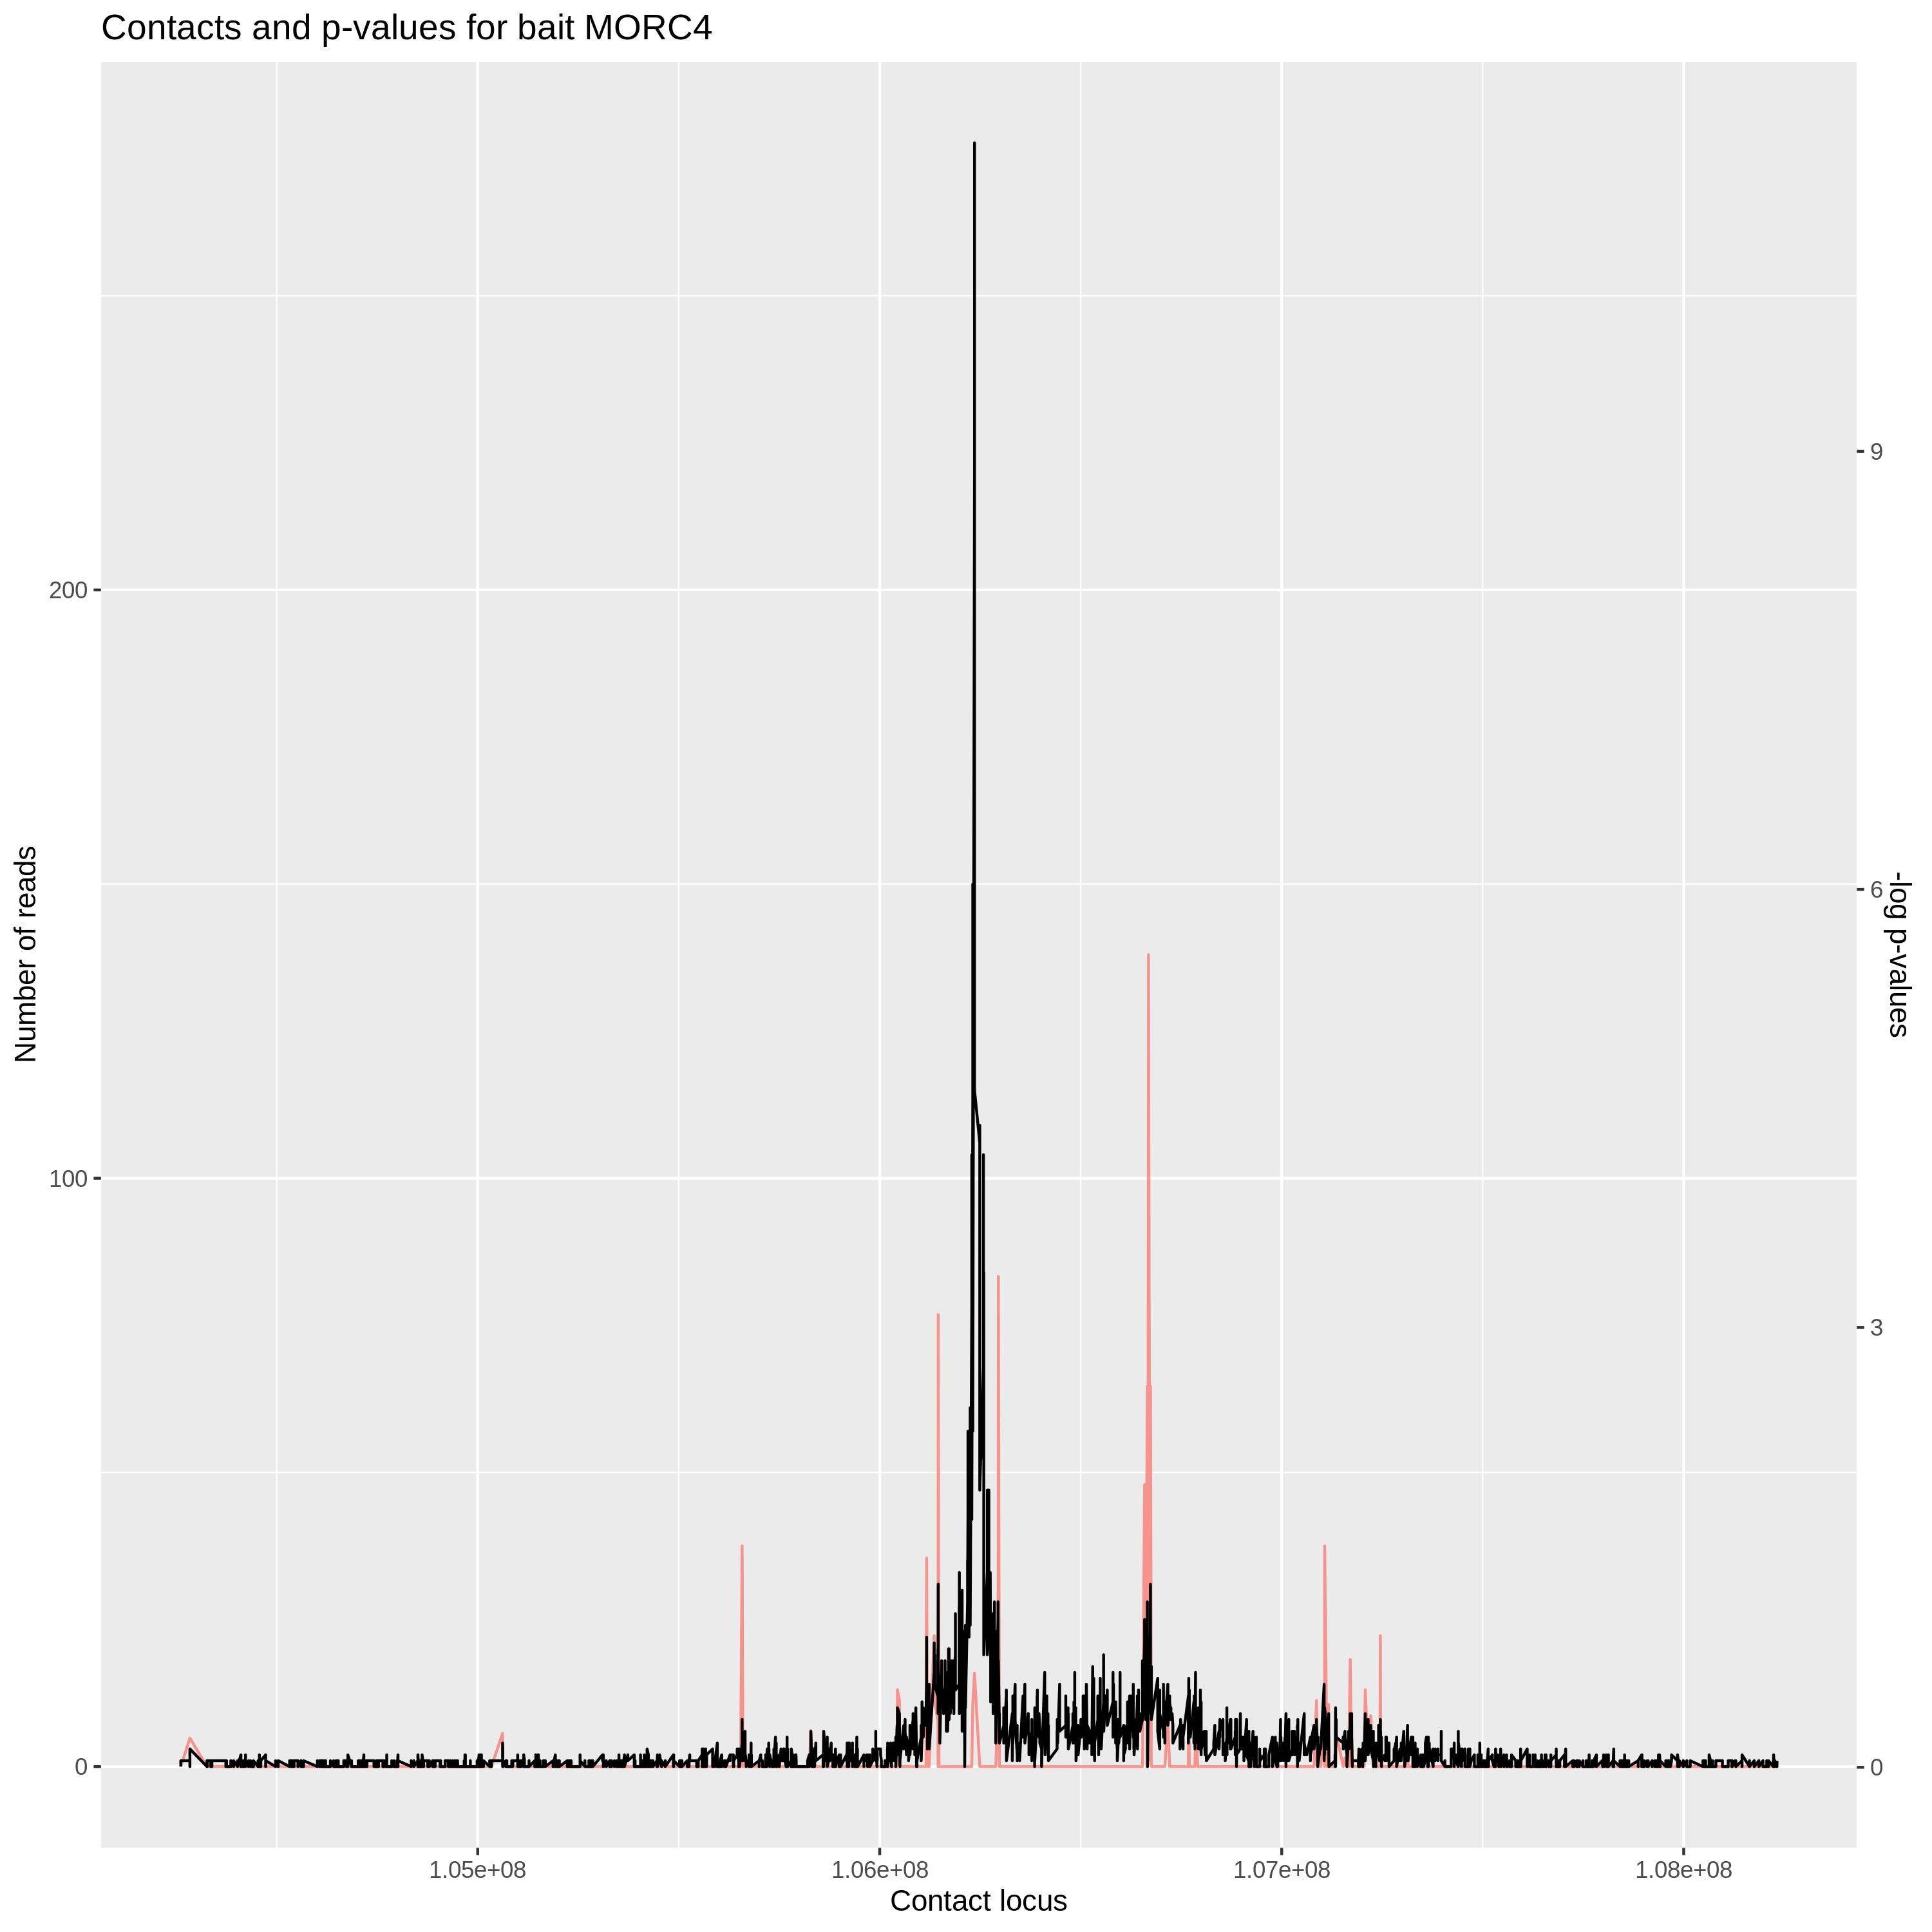 Contacts and p-values for bait MORC4
Number of reads
200
100
0
9
6
3
0
-log p-values
1.05e+08
1.06e+08
1.07e+08
1.08e+08
Contact locus